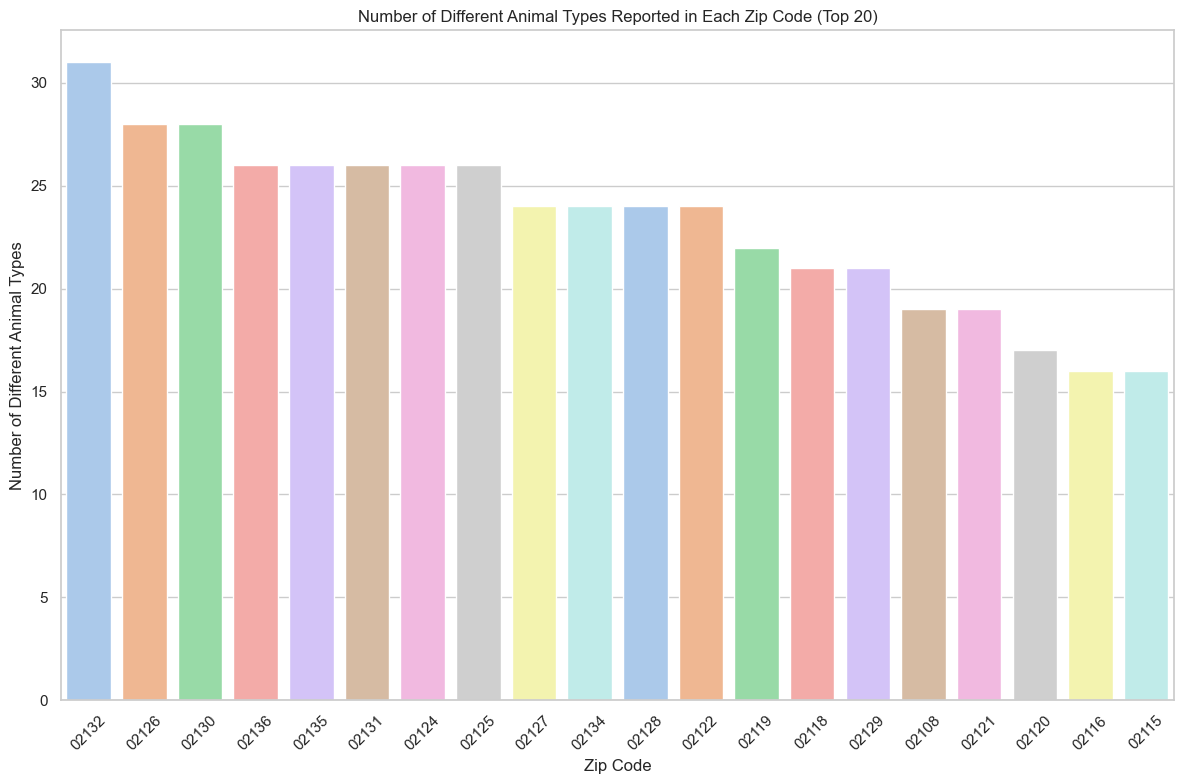 Number of Different Animal Types Reported in Each Zip Code (Top 20)
Number of Different Animal Types
30
25
20
15
10
5
0
02132 02126 02130 02136 02135 02131 02124 02125 02127 02134 02128 02122 02119 02118 02129 02108 02121 02120 02116 02115
Zip Code